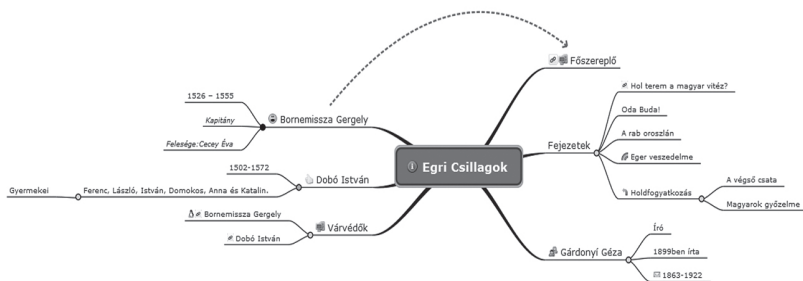 Egri Csillagok
Főszereplő
Bornemissza Gergely
1526 – 1555
Kapitány
Felesége:Cecey Éva
Dobó István
1502-1572
Ferenc, László, István, Domokos, Anna és Katalin.
Gyermekei
Várvédők
Bornemissza Gergely
Dobó István
Fejezetek
Hol terem a magyar vitéz?
Oda Buda!
A rab oroszlán
Eger veszedelme
Holdfogyatkozás
A végső csata
Magyarok győzelme
Gárdonyí Géza
Író
1899ben írta
1863-1922